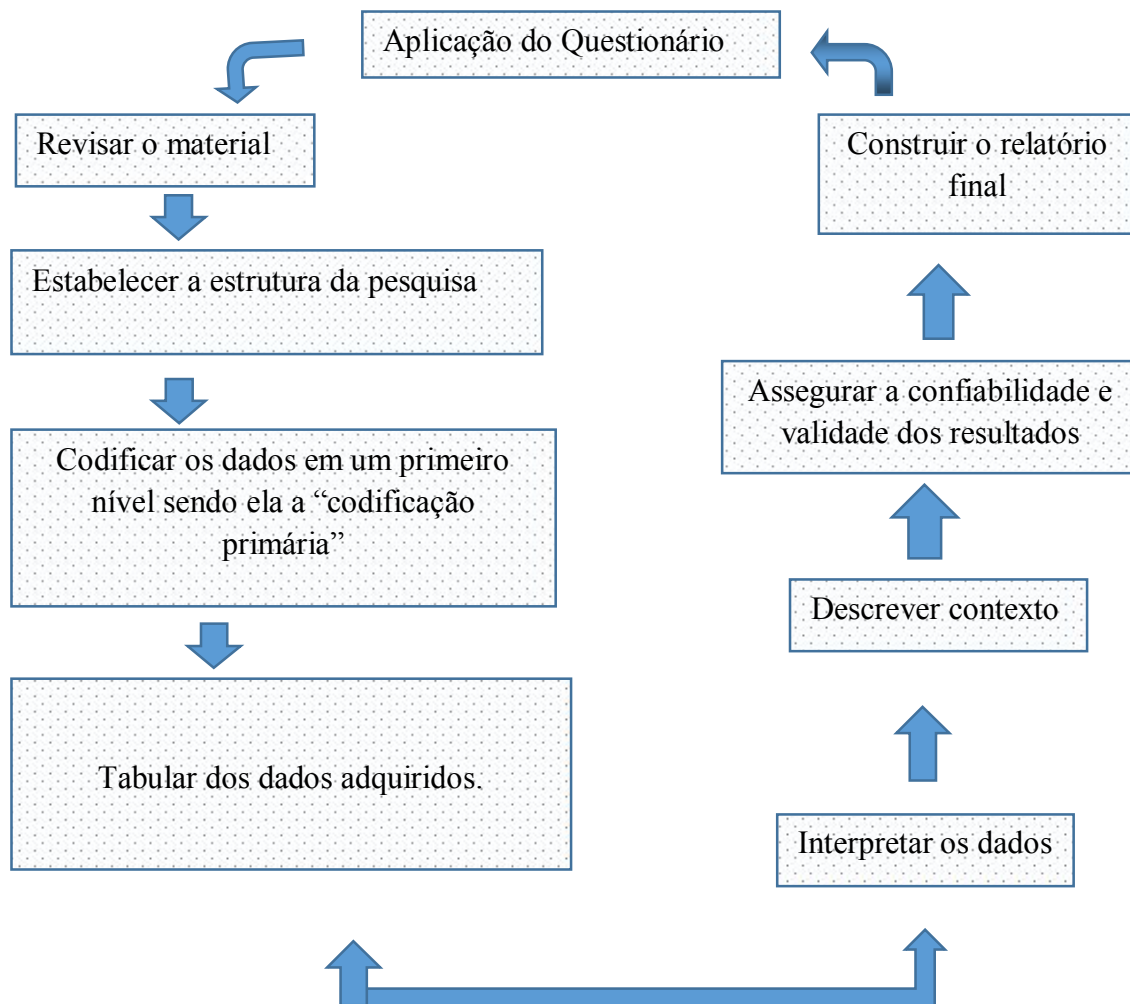 Aplicação do Questionário
Revisar o material
Estabelecer a estrutura da pesquisa
Codificar os dados em um primeiro
nível sendo ela a “codificação
primária”
Tabular dos dados adquiridos.
Interpretar os dados
Descrever contexto
Assegurar a confiabilidade e
validade dos resultados
Construir o relatório
final